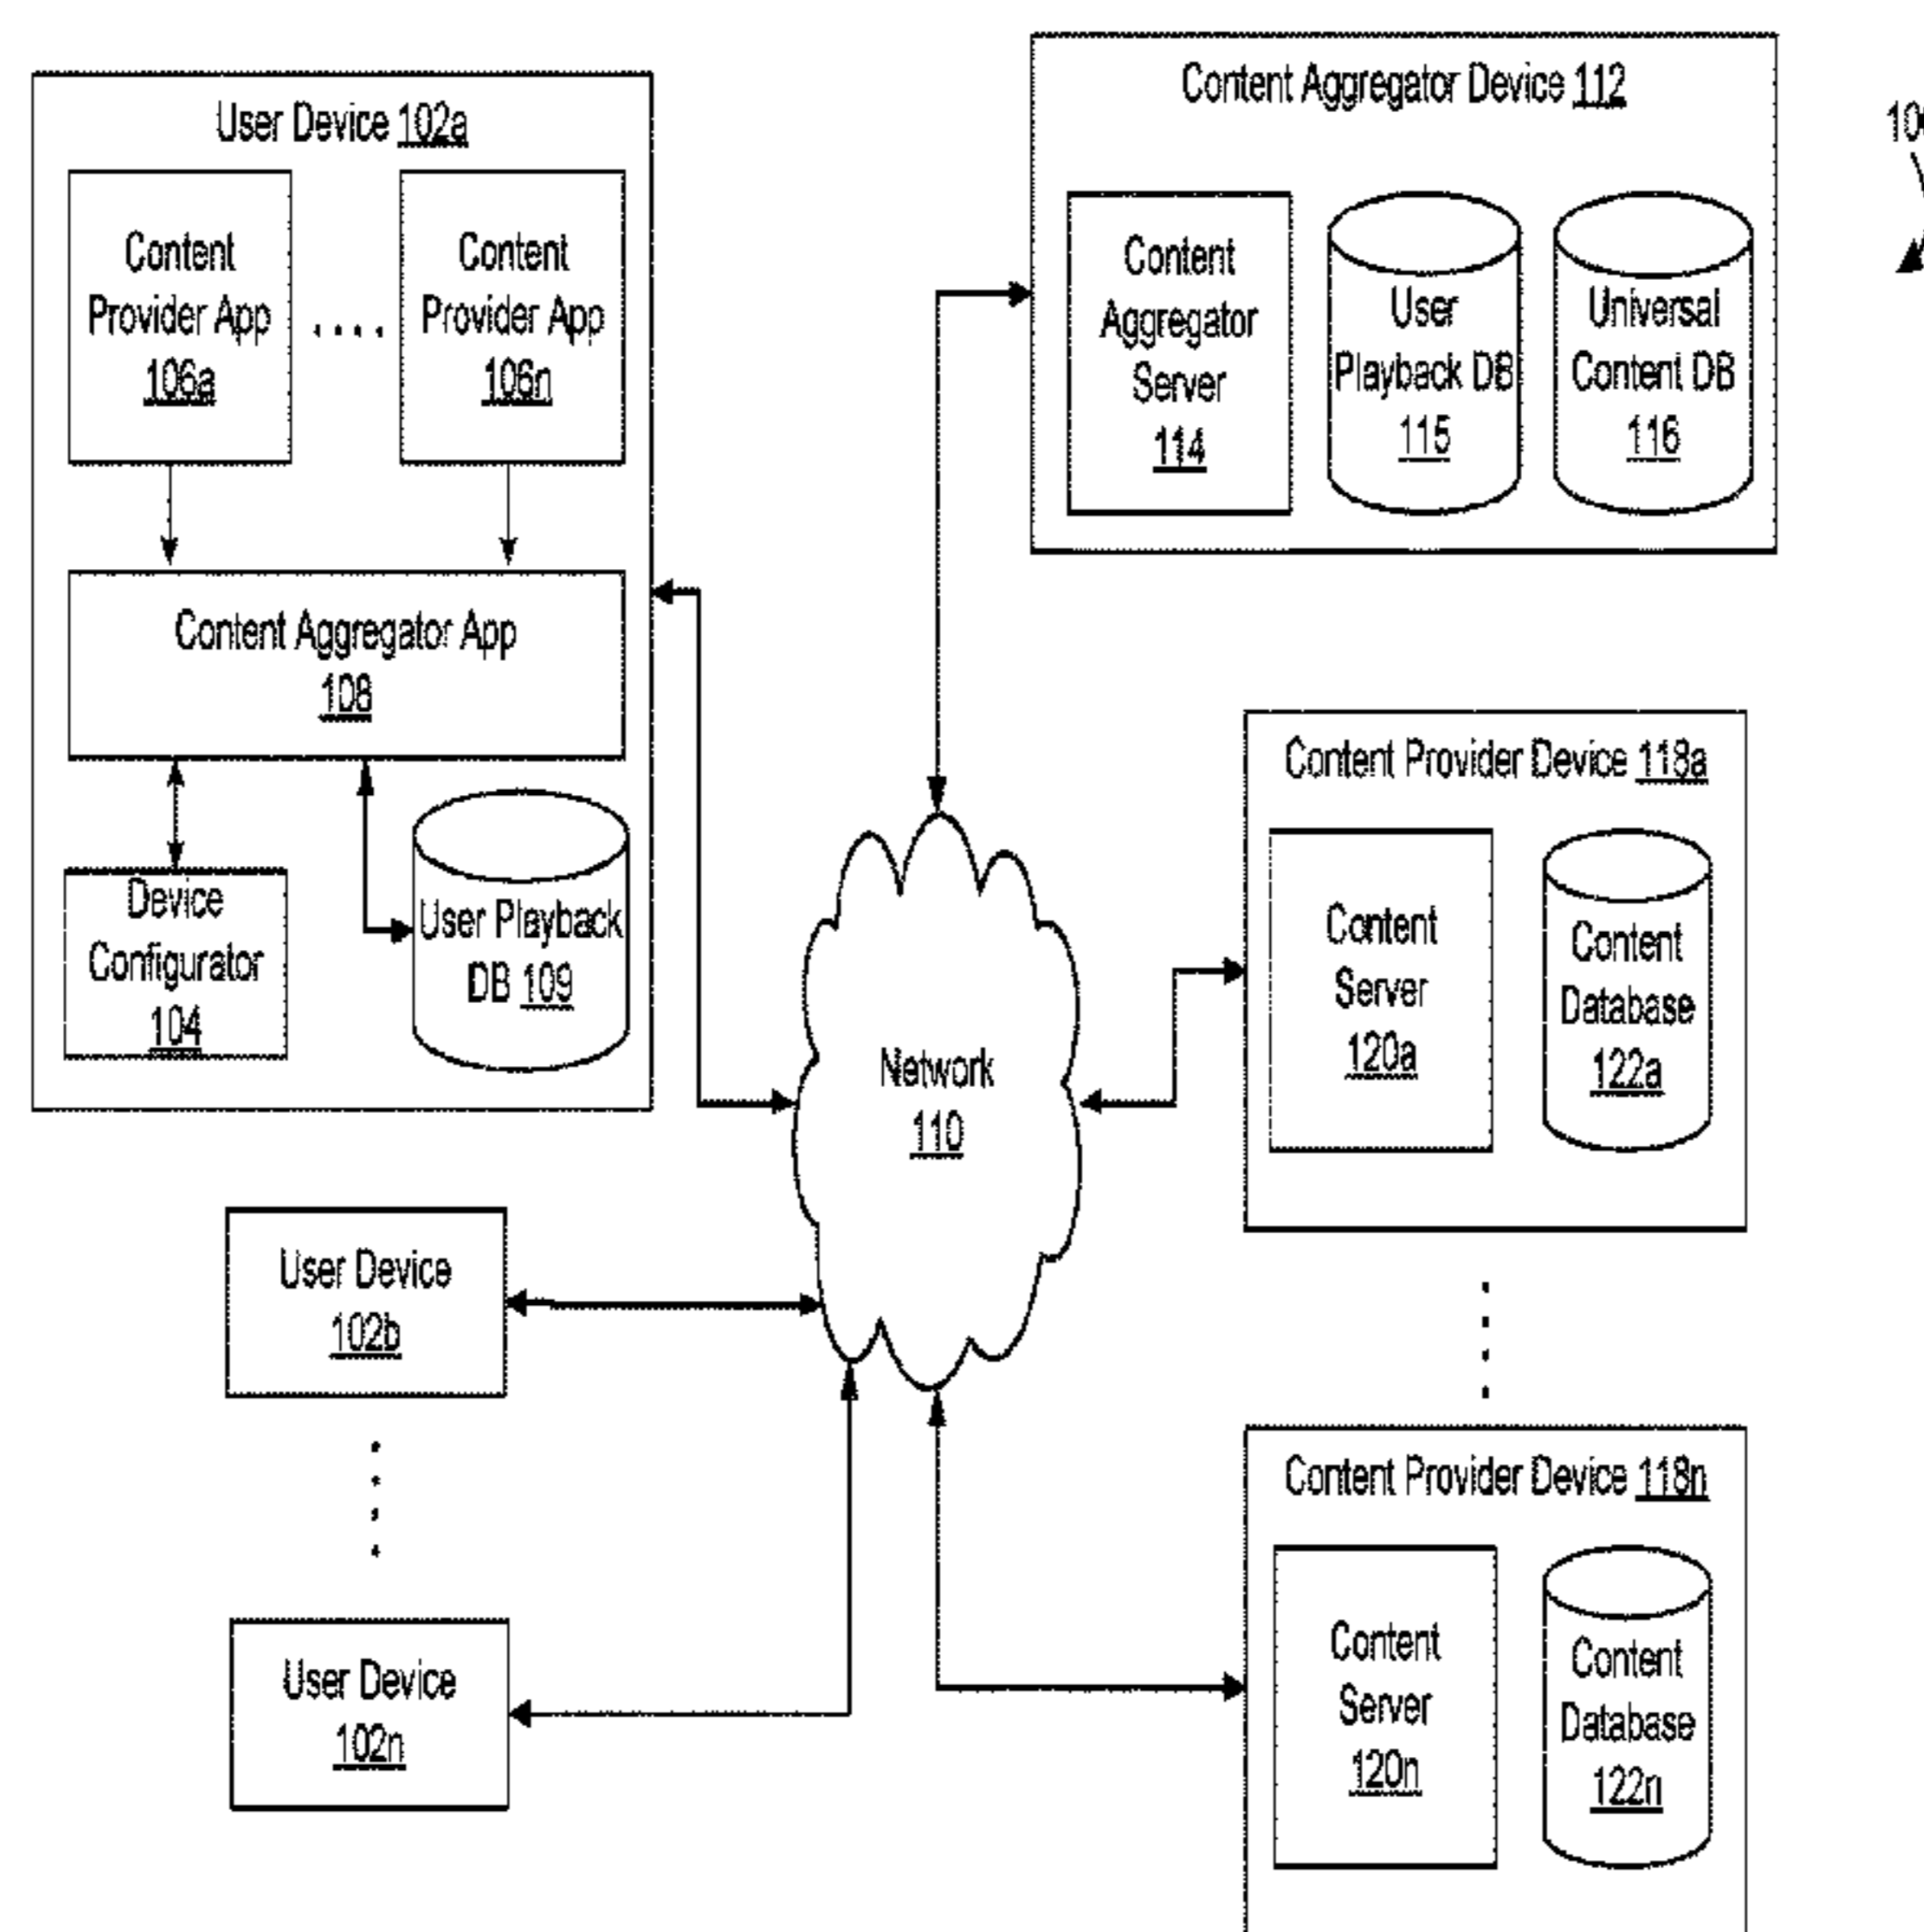 User Device 102a
Content
Provider App
106a
....
Content
Provider App
106n
Content Aggregator App
108
Device
Configurator
104
User Playback
DB 109
Content Aggregator Device 112
Content
Aggregator
Server
114
User
Playback DB
115
Universal
Content DB
116
Network
110
Content Provider Device 118a
Content
Server
120a
Content
Database
122a
User Device
102b
User Device
102n
Content Provider Device 118n
Content
Server
120n
Content
Database
122n